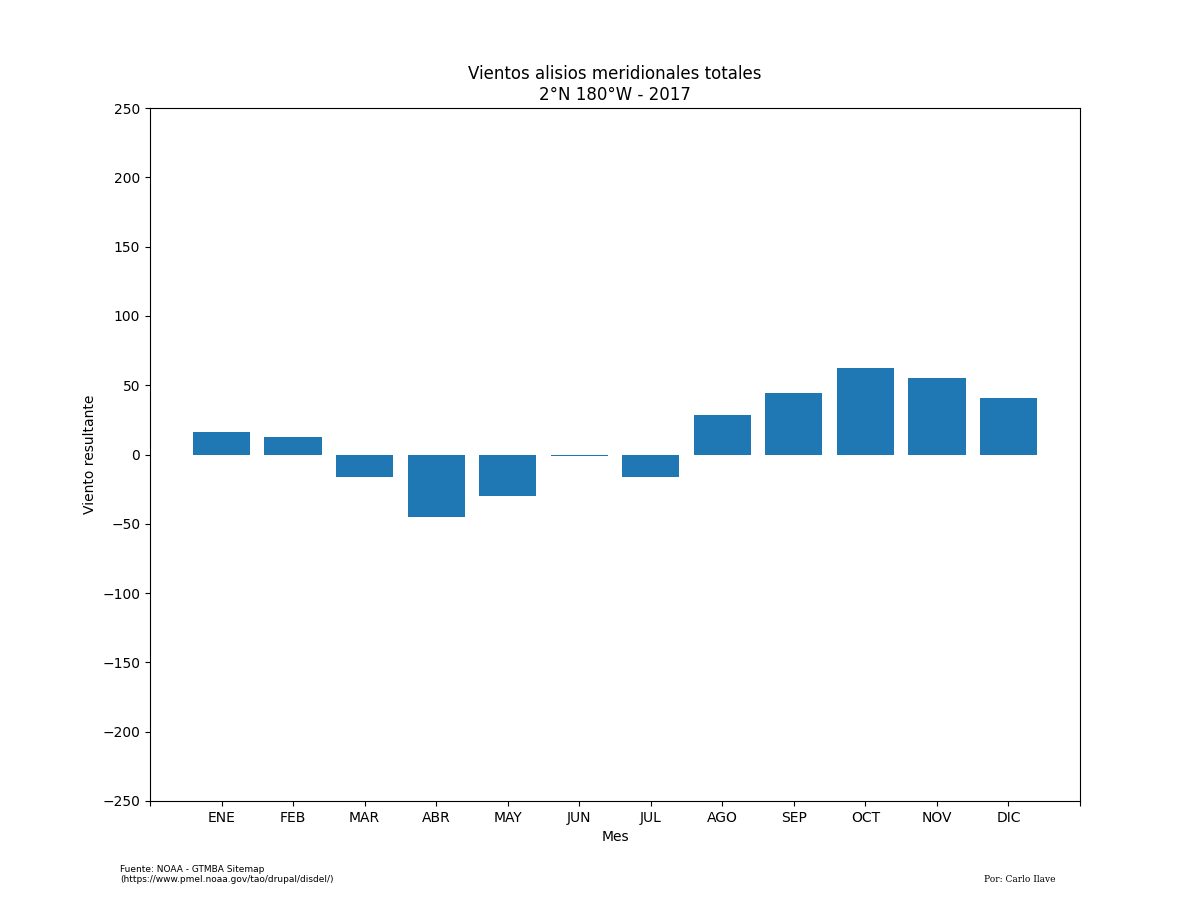 Vientos alisios meridionales totales
2°N 180°W - 2017
250
200
150
100
50
0
−50
−100
−150
−200
−250
Viento resultante
ENE FEB MAR ABR MAY JUN JUL AGO SEP OCT NOV DIC
Mes
Fuente: NOAA - GTMBA Sitemap
(https://www.pmel.noaa.gov/tao/drupal/disdel/)
Por: Carlo Ilave